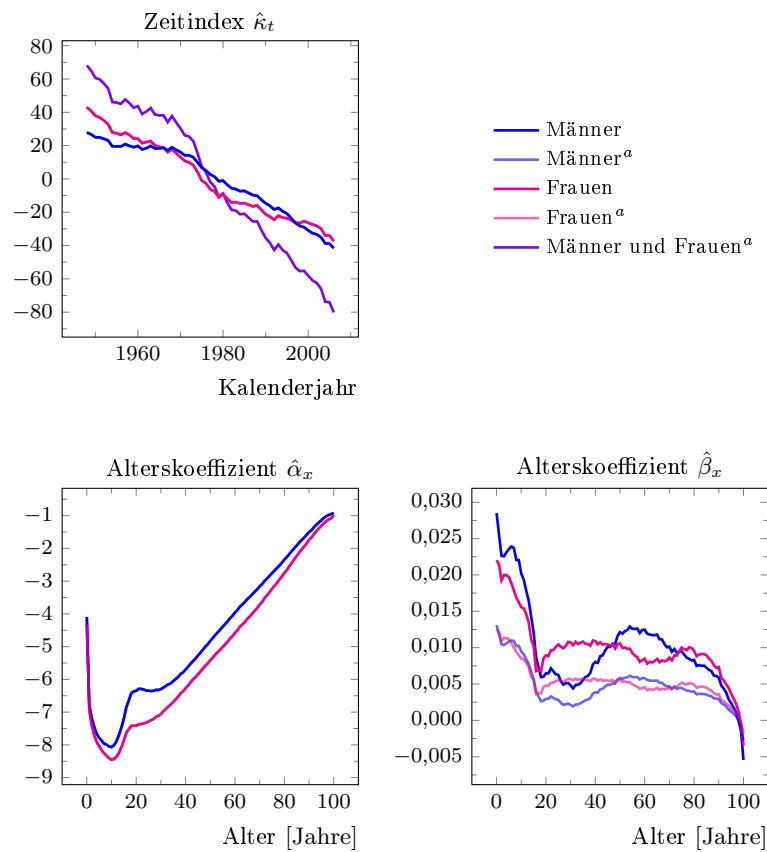 Zeitindex κ̂ₜ
80
60
40
20
0
−20
−40
−60
−80
1960 1980 2000
Kalenderjahr
Männer
Männerᵃ
Frauen
Frauenᵃ
Männer und Frauenᵃ
Alterskoeffizient α̂ₓ
−1
−2
−3
−4
−5
−6
−7
−8
−9
0 20 40 60 80 100
Alter [Jahre]
Alterskoeffizient β̂ₓ
0,030
0,025
0,020
0,015
0,010
0,005
0,000
−0,005
0 20 40 60 80 100
Alter [Jahre]